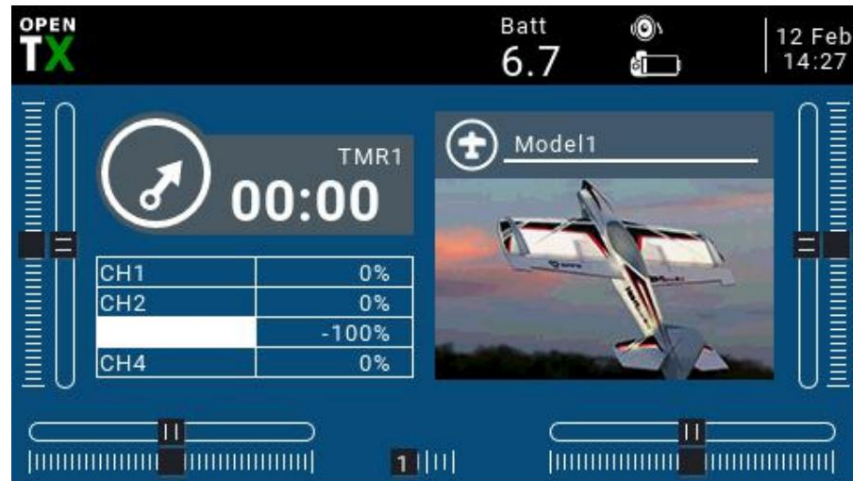 OPEN
TX
Batt
6.7
12 Feb
14:27
TMR1
00:00
Model1
CH1 0%
CH2 0%
-100%
CH4 0%
1